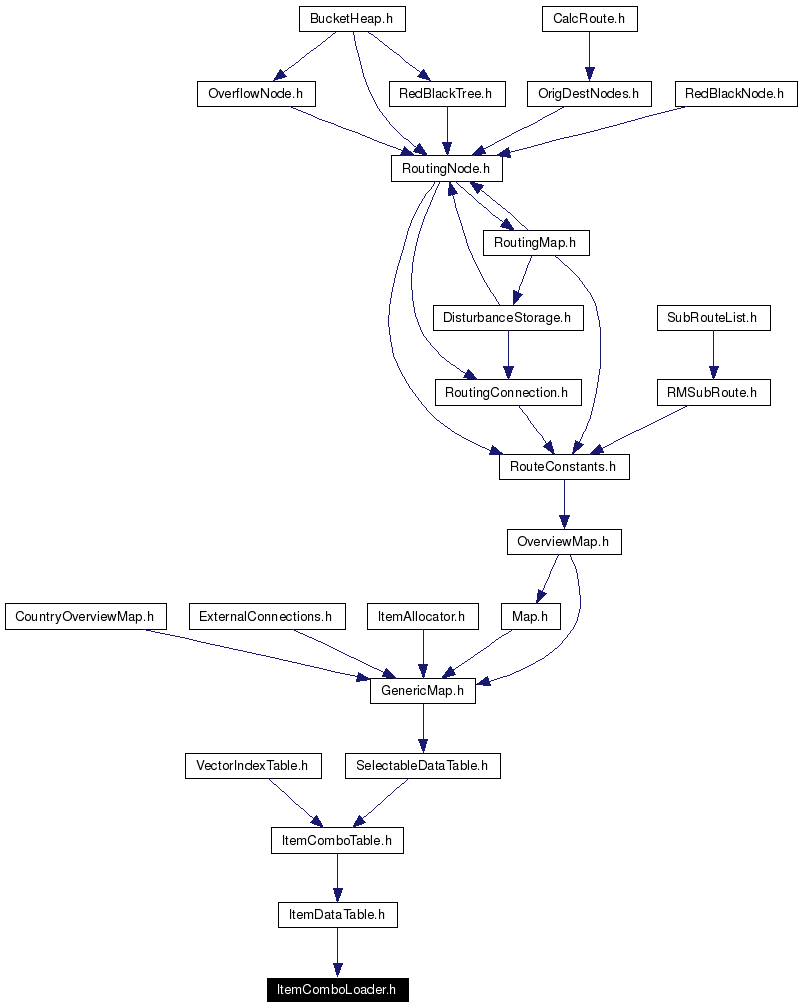 BucketHeap.h
CalcRoute.h
OverflowNode.h
RedBlackTree.h
OrigDestNodes.h
RedBlackNode.h
RoutingNode.h
RoutingMap.h
DisturbanceStorage.h
SubRouteList.h
RoutingConnection.h
RMSubRoute.h
RouteConstants.h
OverviewMap.h
CountryOverviewMap.h
ExternalConnections.h
ItemAllocator.h
Map.h
GenericMap.h
VectorIndexTable.h
SelectableDataTable.h
ItemComboTable.h
ItemDataTable.h
ItemComboLoader.h